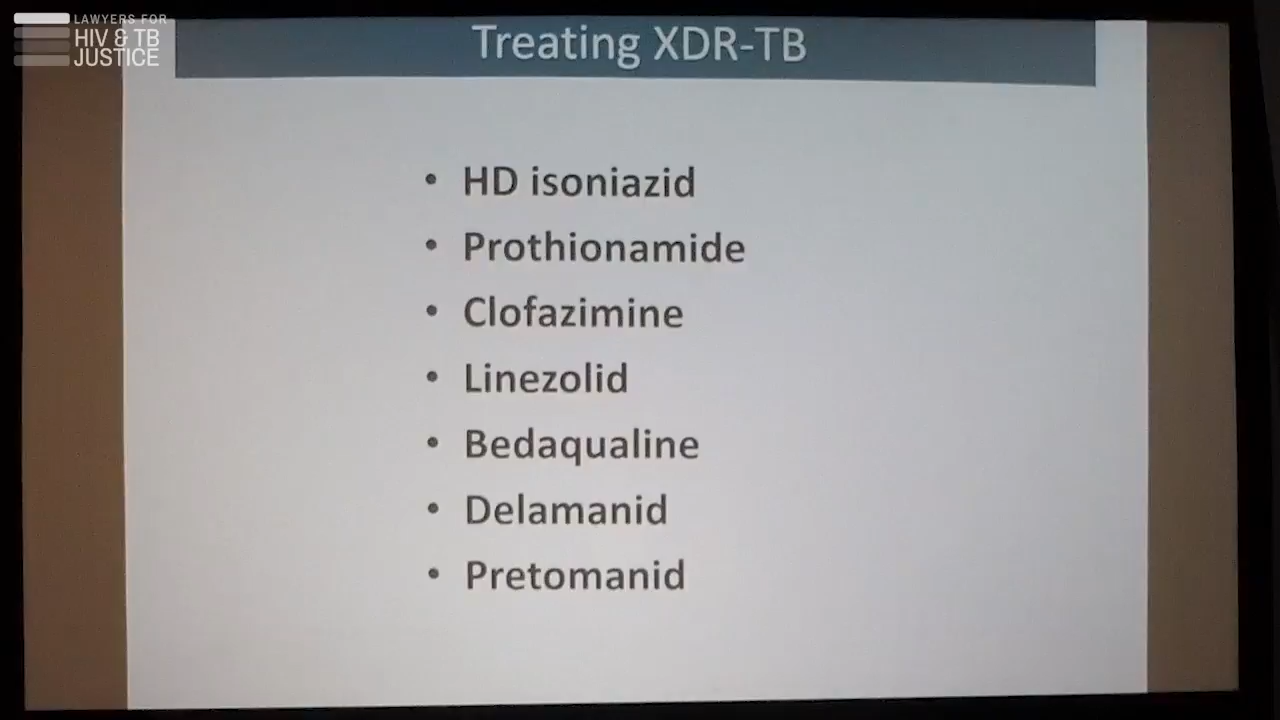 LAWYERS FOR
HIV & TB
JUSTICE
Treating XDR-TB
• HD isoniazid
• Prothionamide
• Clofazimine
• Linezolid
• Bedaqualine
• Delamanid
• Pretomanid